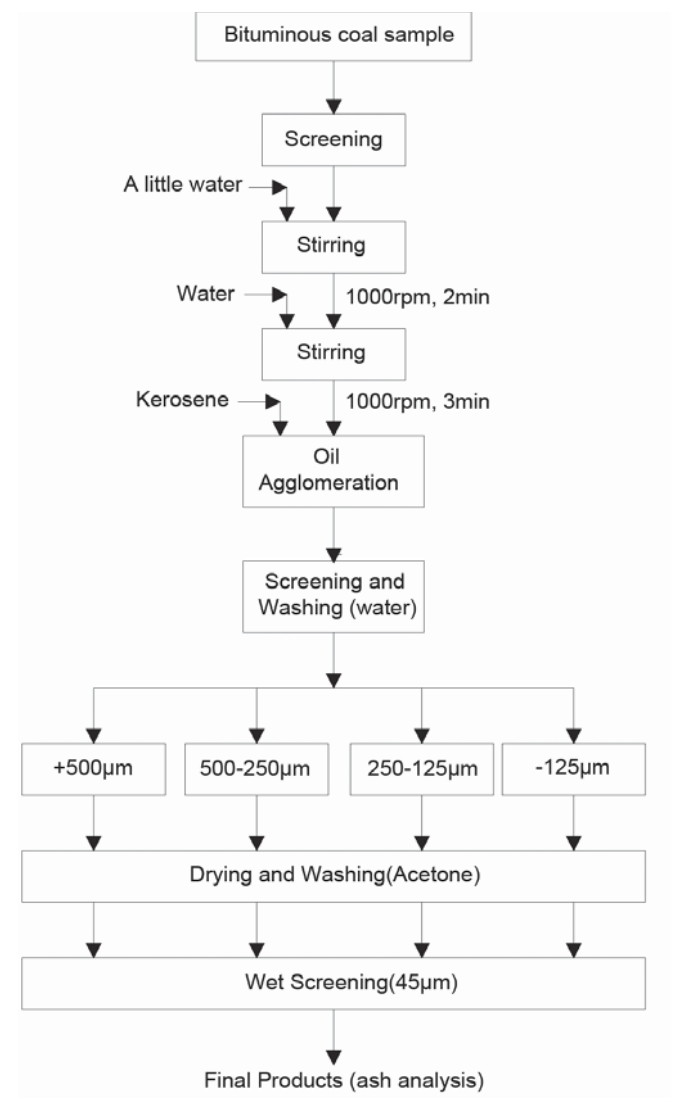 Bituminous coal sample
Screening
A little water
Stirring
Water
1000rpm, 2min
Stirring
Kerosene
1000rpm, 3min
Oil
Agglomeration
Screening and
Washing (water)
+500μm
500-250μm
250-125μm
-125μm
Drying and Washing(Acetone)
Wet Screening(45μm)
Final Products (ash analysis)